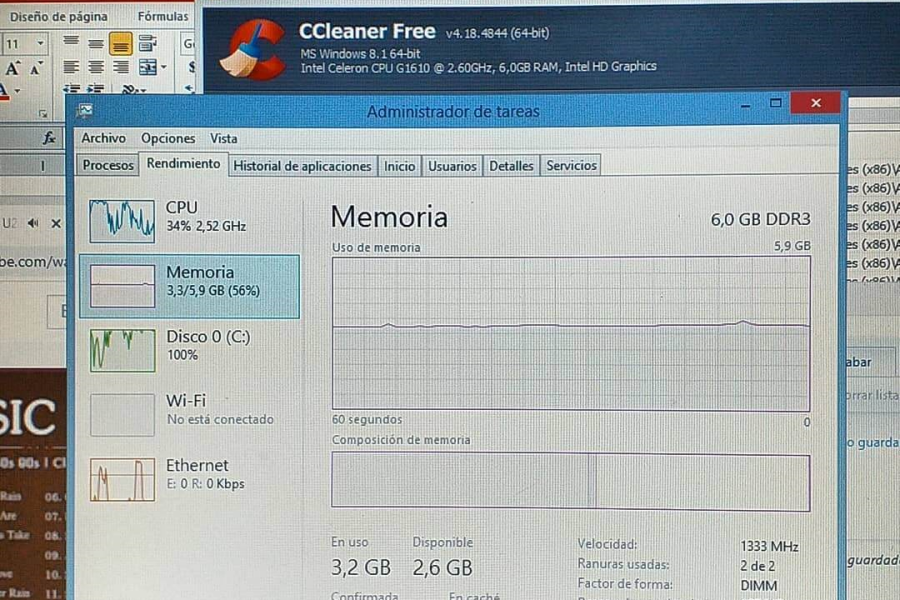 Diseño de página Fórmulas
11
CCleaner Free v4.18.4844 (64-bit)
MS Windows 8.1 64-bit
Intel Celeron CPU G1610 @ 2.60GHz, 6,0GB RAM, Intel HD Graphics
Administrador de tareas
Archivo Opciones Vista
Procesos Rendimiento Historial de aplicaciones Inicio Usuarios Detalles Servicios
CPU
34% 2,52 GHz
Memoria
3,3/5,9 GB (56%)
Disco 0 (C:)
100%
Wi-Fi
No está conectado
Ethernet
E: 0 R: 0 Kbps
Memoria
6,0 GB DDR3
Uso de memoria
5,9 GB
60 segundos
0
Composición de memoria
En uso
3,2 GB
Disponible
2,6 GB
Velocidad:
1333 MHz
Ranuras usadas:
2 de 2
Factor de forma:
DIMM
Confirmada
En caché
fx
be.com/wa
SIC
Rain 06.
Are 07.
Take 08.
09.
10.
Rain 11.
es (x86)\
es (x86)\
es (x86)\
es (x86)\
es (x86)\
es (x86)\
abar
orrar lista
o guarda
guardado